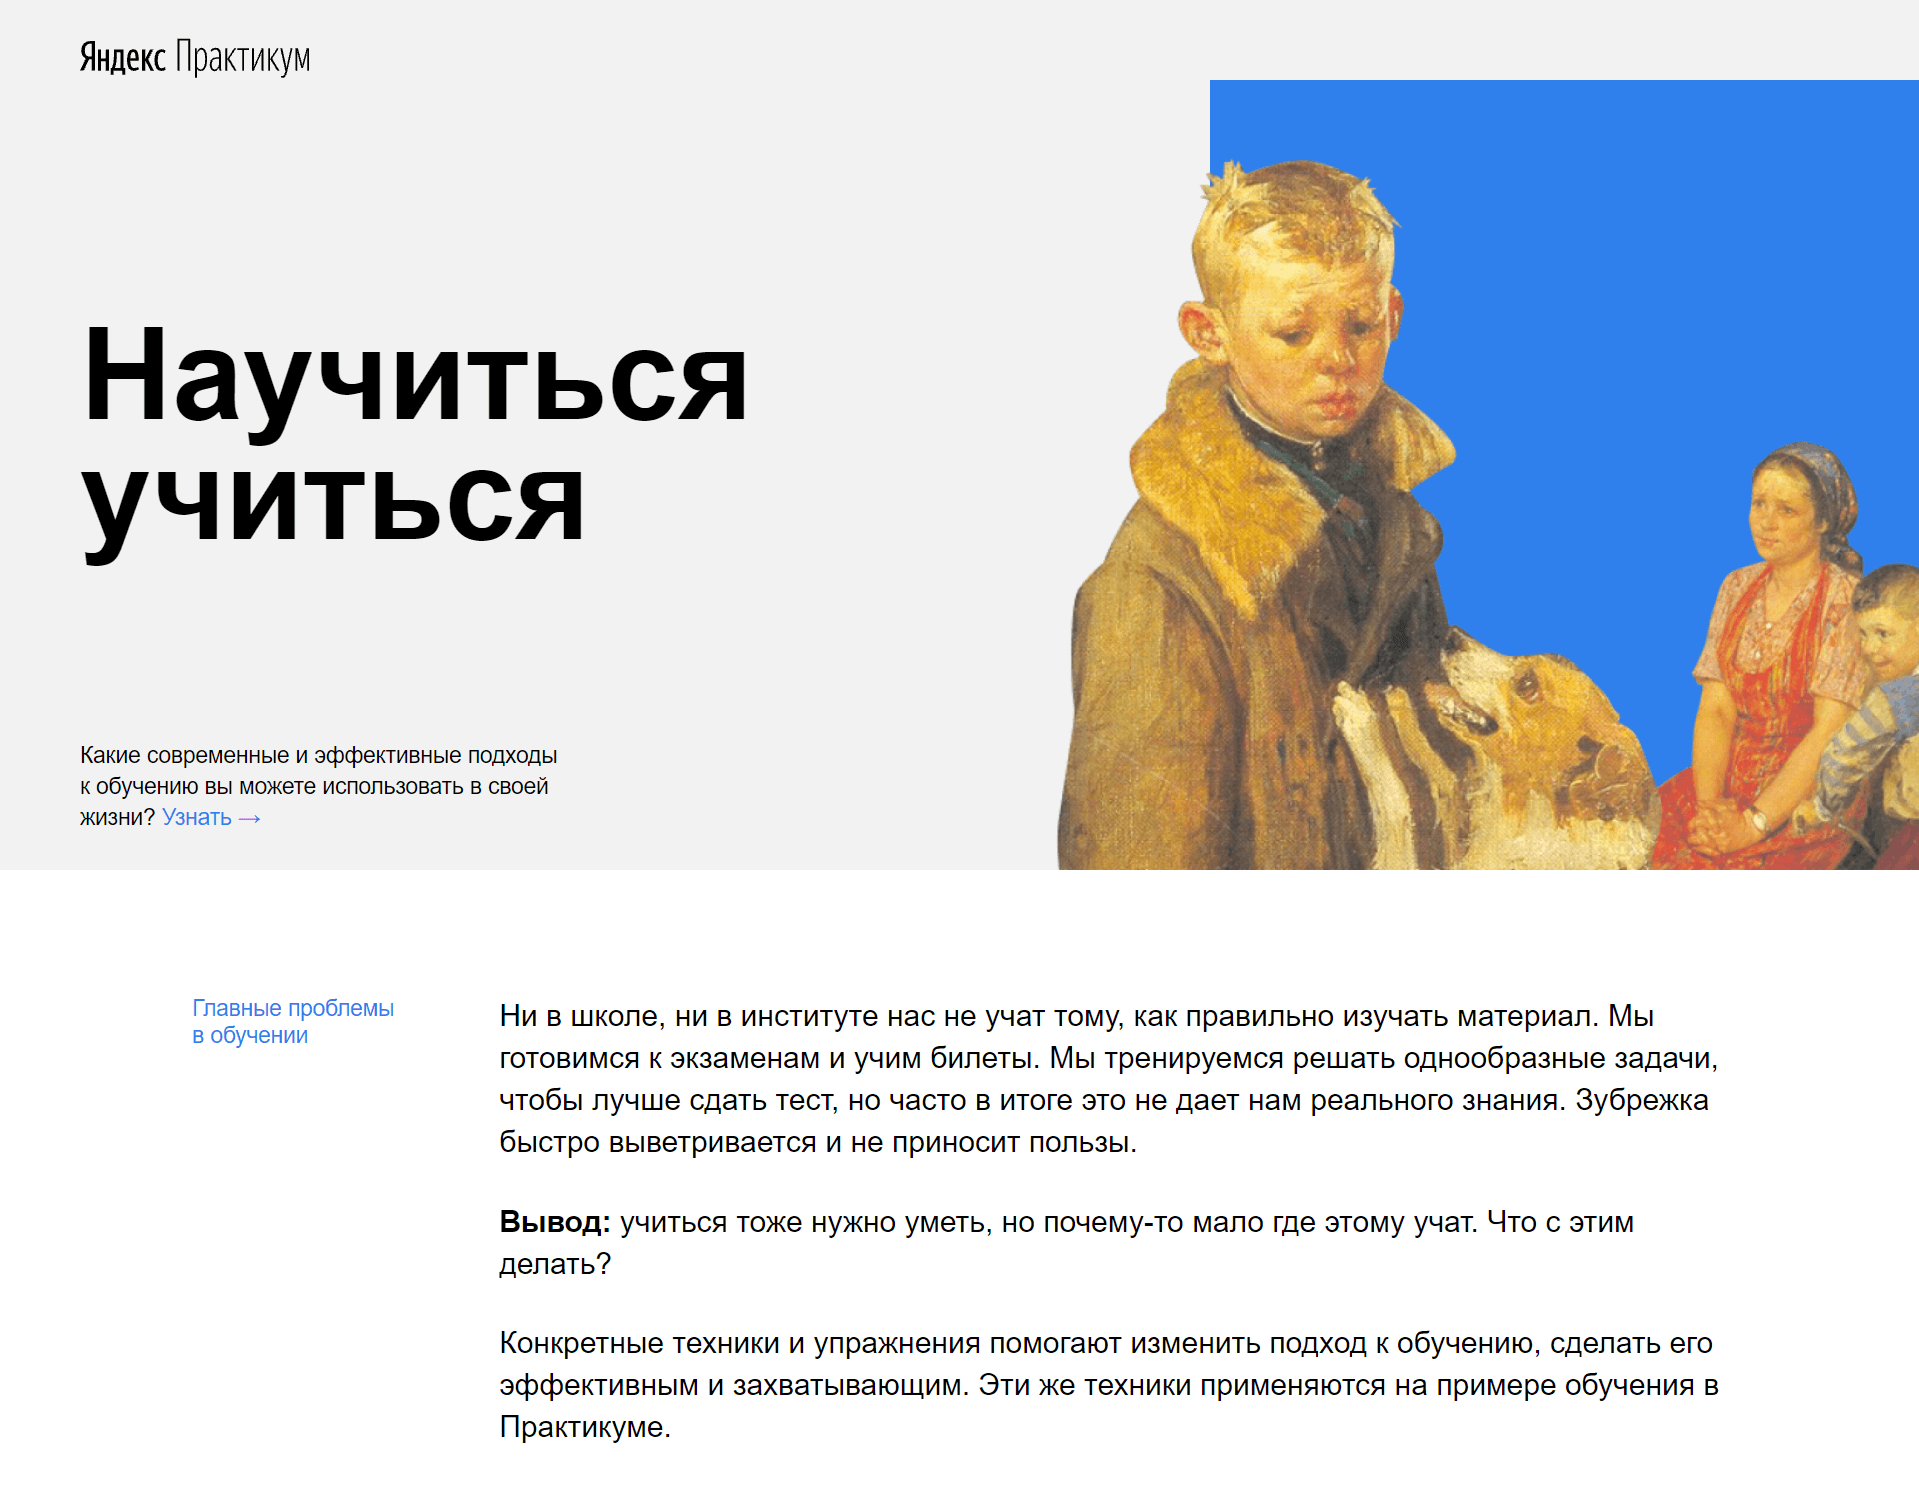 Яндекс Практикум
Научиться
учиться
Какие современные и эффективные подходы
к обучению вы можете использовать в своей
жизни? Узнать →
Главные проблемы
в обучении
Ни в школе, ни в институте нас не учат тому, как правильно изучать материал. Мы
готовимся к экзаменам и учим билеты. Мы тренируемся решать однообразные задачи,
чтобы лучше сдать тест, но часто в итоге это не дает нам реального знания. Зубрежка
быстро выветривается и не приносит пользы.
Вывод: учиться тоже нужно уметь, но почему-то мало где этому учат. Что с этим
делать?
Конкретные техники и упражнения помогают изменить подход к обучению, сделать его
эффективным и захватывающим. Эти же техники применяются на примере обучения в
Практикуме.